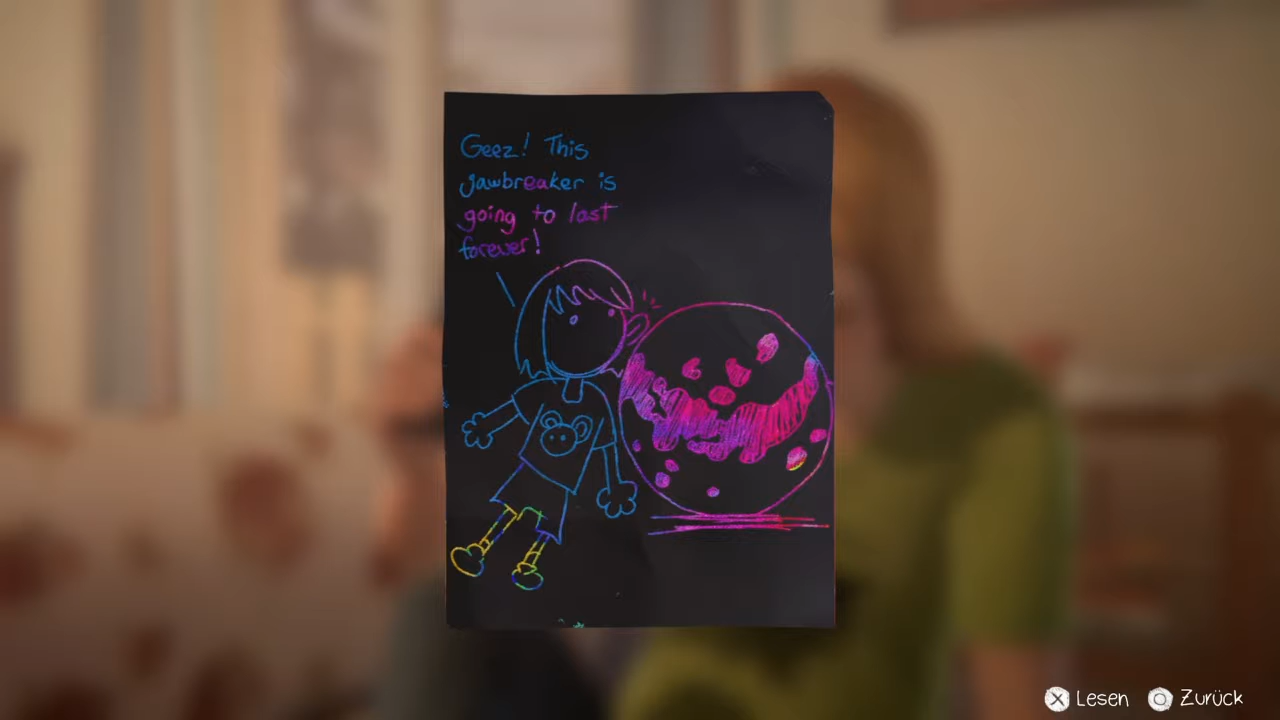 Geez! This
jawbreaker is
going to last
forever!
Lesen
Zurück